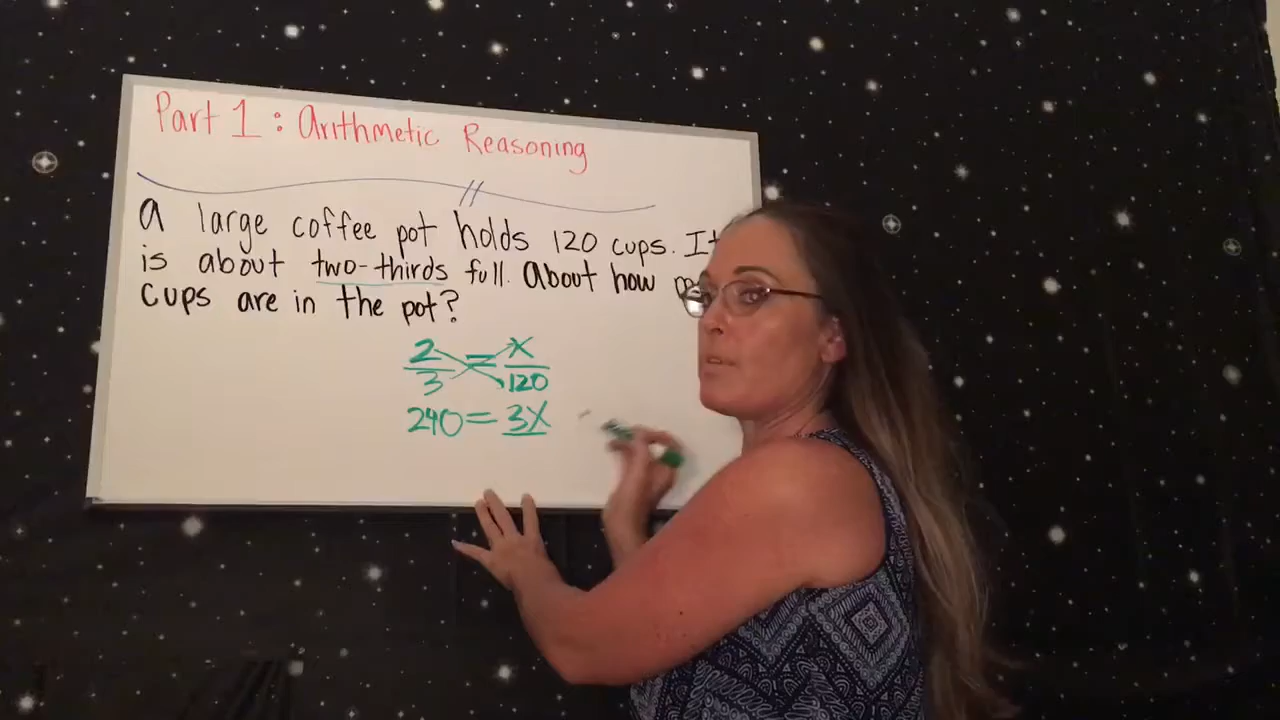 Part 1: Arithmetic Reasoning
A large coffee pot holds 120 cups. It
is about two-thirds full. About how
cups are in the pot?
2/3 = x/120
240 = 3x